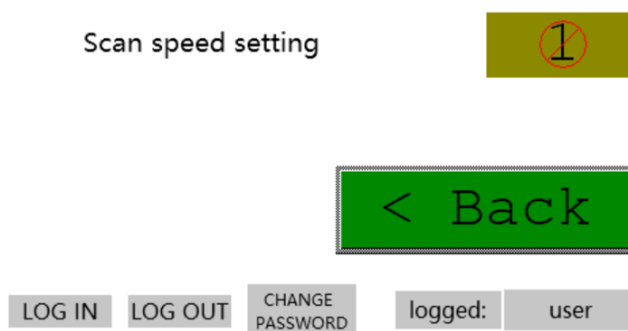 Scan speed setting 1
< Back
LOG IN LOG OUT CHANGE PASSWORD logged: user